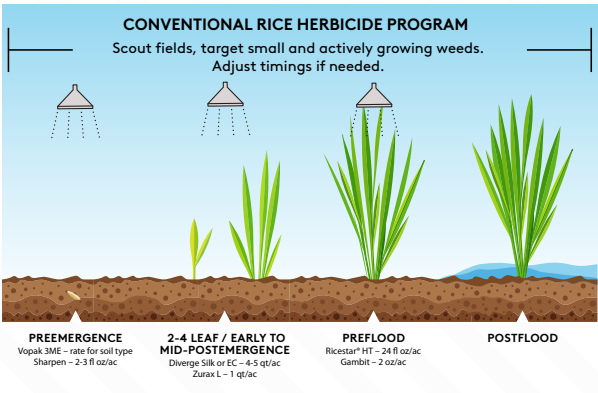 CONVENTIONAL RICE HERBICIDE PROGRAM
Scout fields, target small and actively growing weeds.
Adjust timings if needed.
PREEMERGENCE
Vopak 3ME – rate for soil type
Sharpen – 2-3 fl oz/ac
2-4 LEAF / EARLY TO
MID-POSTEMERGENCE
Diverge Silk or EC – 4-5 qt/ac
Zurax L – 1 qt/ac
PREFLOOD
Ricestar® HT – 24 fl oz/ac
Gambit – 2 oz/ac
POSTFLOOD